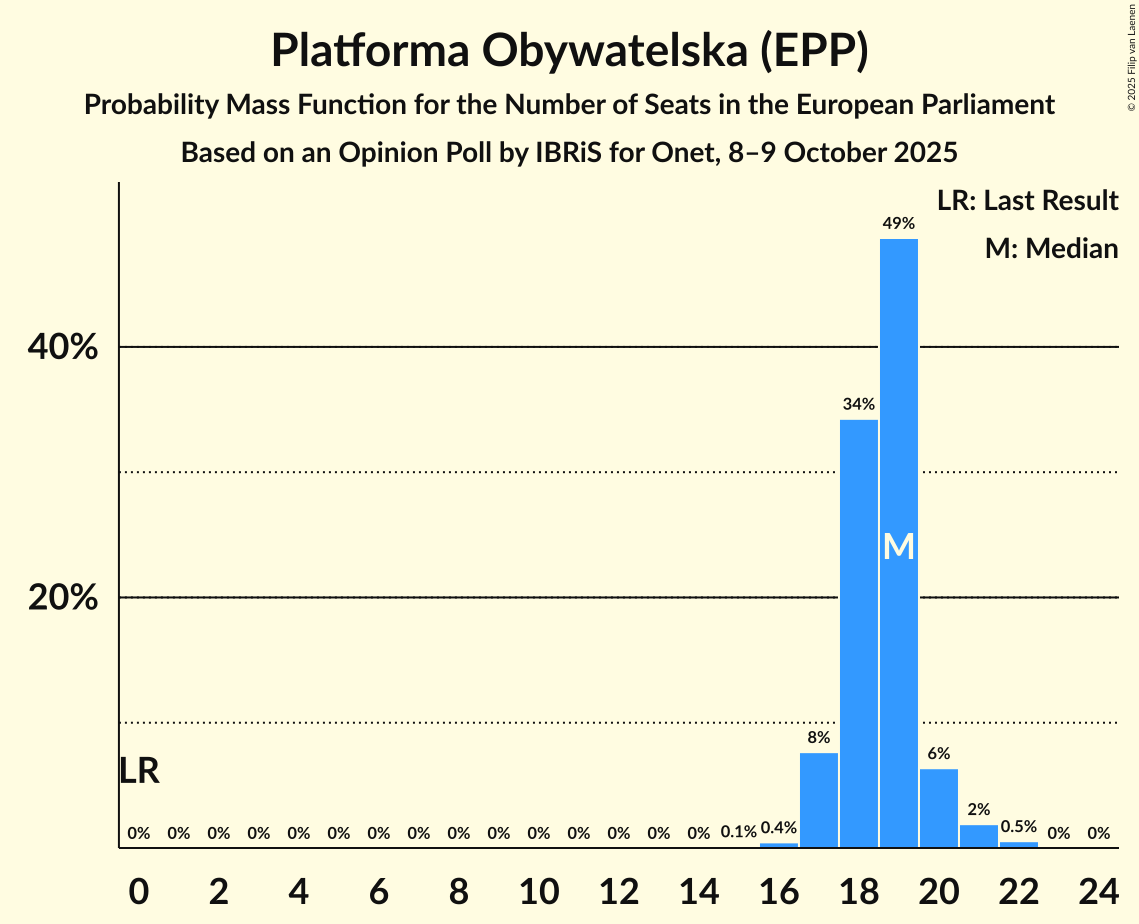 Platforma Obywatelska (EPP)
Probability Mass Function for the Number of Seats in the European Parliament
Based on an Opinion Poll by IBRiS for Onet, 8–9 October 2025
© 2025 Filip van Laenen
LR: Last Result
M: Median
49%
40%
34%
M
20%
8%
6%
LR
2%
0% 0% 0% 0% 0% 0% 0% 0% 0% 0% 0% 0% 0% 0% 0% 0.1% 0.4% 0.5% 0% 0%
0 2 4 6 8 10 12 14 16 18 20 22 24